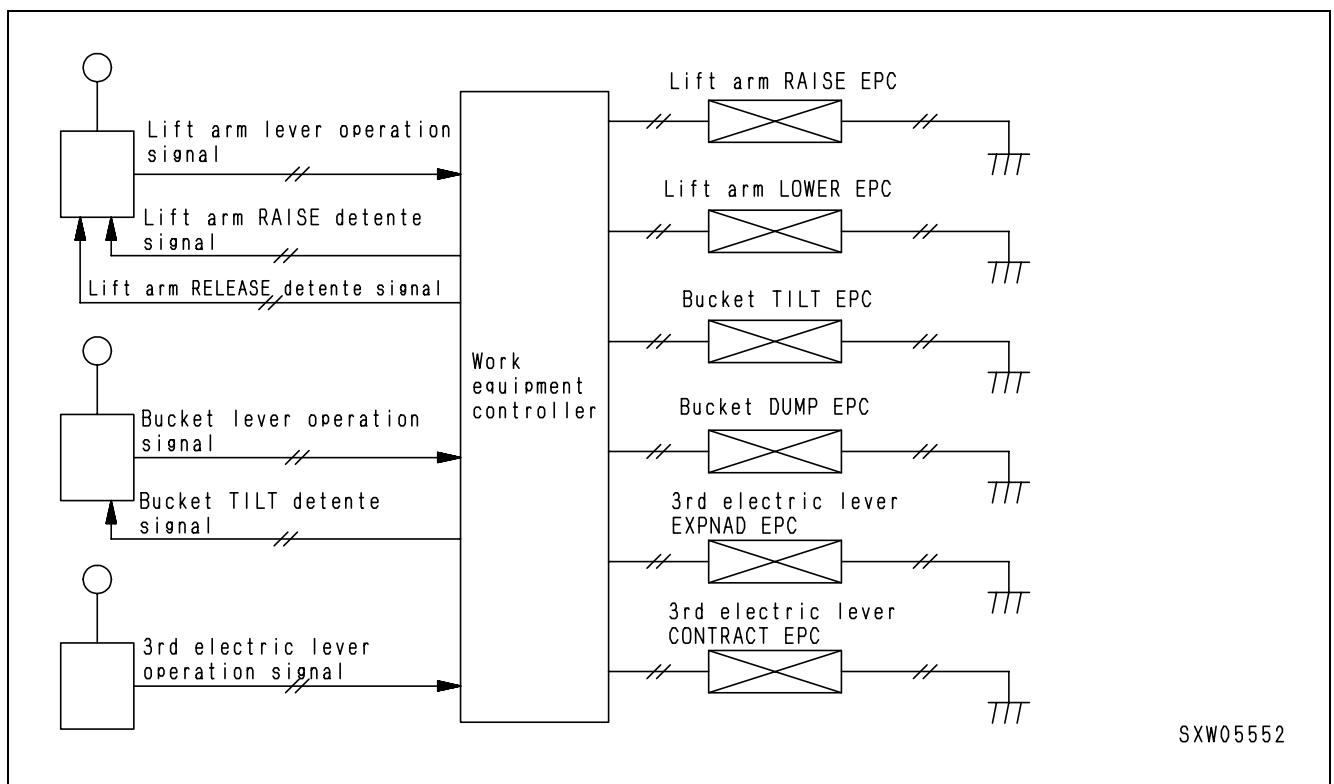 Lift arm lever operation
signal
Lift arm RAISE detente
signal
Lift arm RELEASE detente signal
Bucket lever operation
signal
Bucket TILT detente
signal
3rd electric lever
operation signal
Work
equipment
controller
Lift arm RAISE EPC
Lift arm LOWER EPC
Bucket TILT EPC
Bucket DUMP EPC
3rd electric lever
EXPNAD EPC
3rd electric lever
CONTRACT EPC
SXW05552